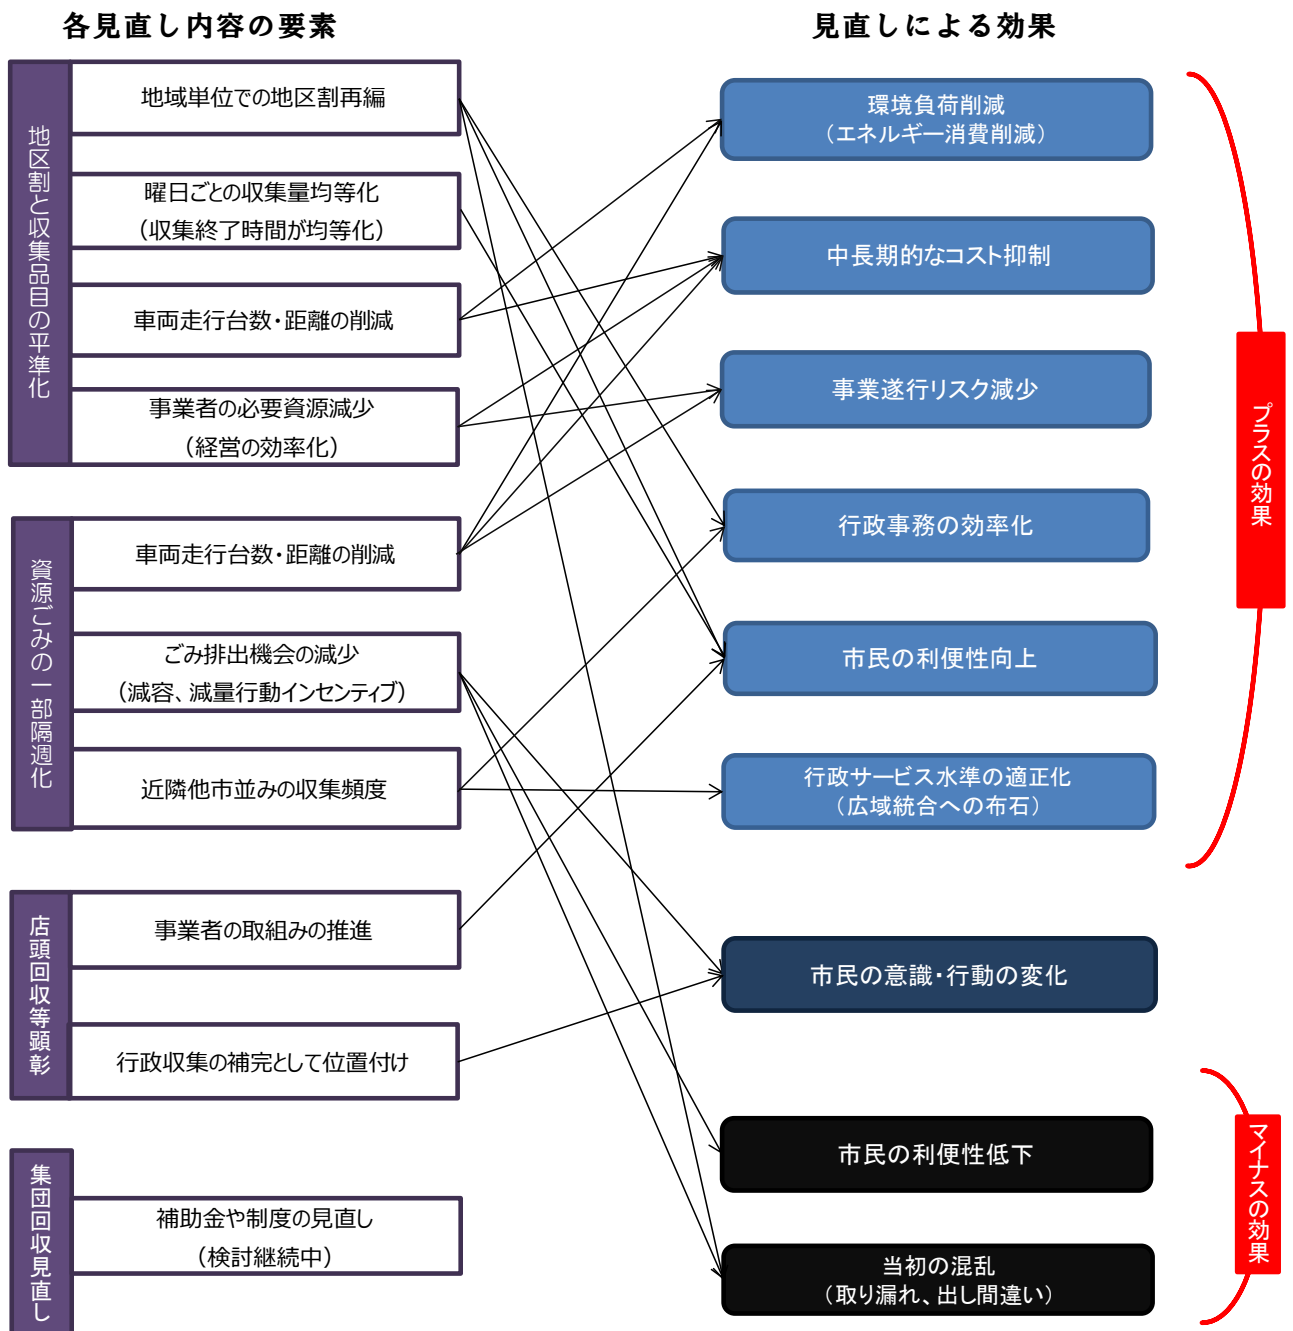 各見直し内容の要素
見直しによる効果
地区割と収集品目の平準化
地域単位での地区割再編
曜日ごとの収集量均等化
(収集終了時間が均等化)
車両走行台数・距離の削減
事業者の必要資源減少
(経営の効率化)
資源ごみの一部隔週化
車両走行台数・距離の削減
ごみ排出機会の減少
(減容、減量行動インセンティブ)
近隣他市並みの収集頻度
店頭回収等顕彰
事業者の取組みの推進
行政収集の補完として位置付け
集団回収見直し
補助金や制度の見直し
(検討継続中)
環境負荷削減
(エネルギー消費削減)
中長期的なコスト抑制
事業遂行リスク減少
行政事務の効率化
市民の利便性向上
行政サービス水準の適正化
(広域統合への布石)
市民の意識・行動の変化
市民の利便性低下
当初の混乱
(取り漏れ、出し間違い)
プラスの効果
マイナスの効果